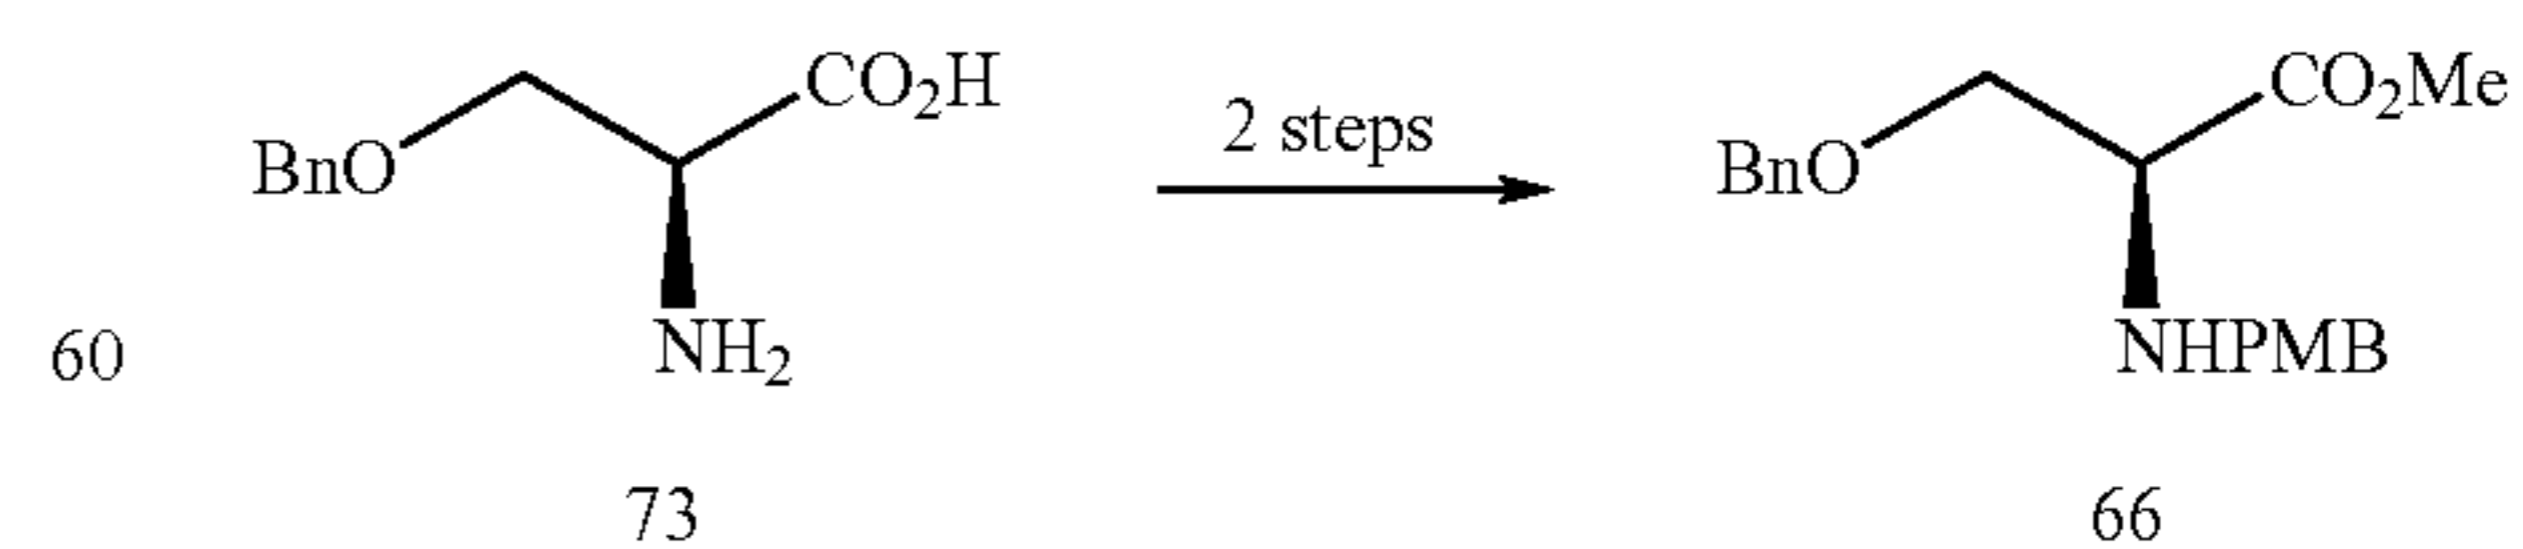 CO₂H
2 steps
CO₂Me
BnO
BnO
60
NH₂
NHPMB
73
66